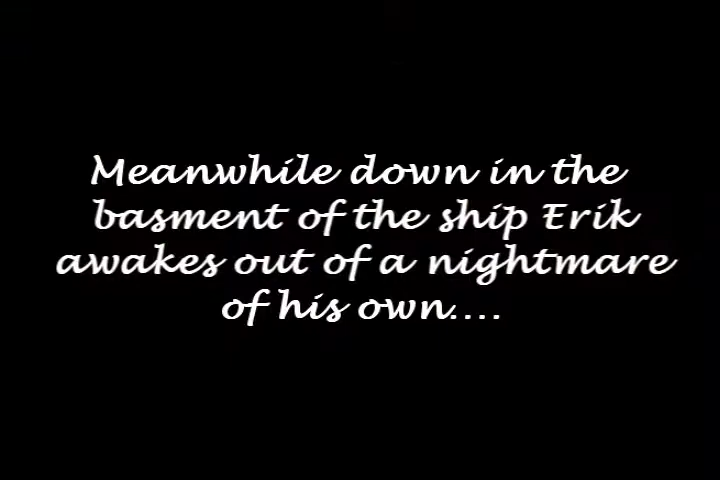 Meanwhile down in the
basment of the ship Erik
awakes out of a nightmare
of his own....